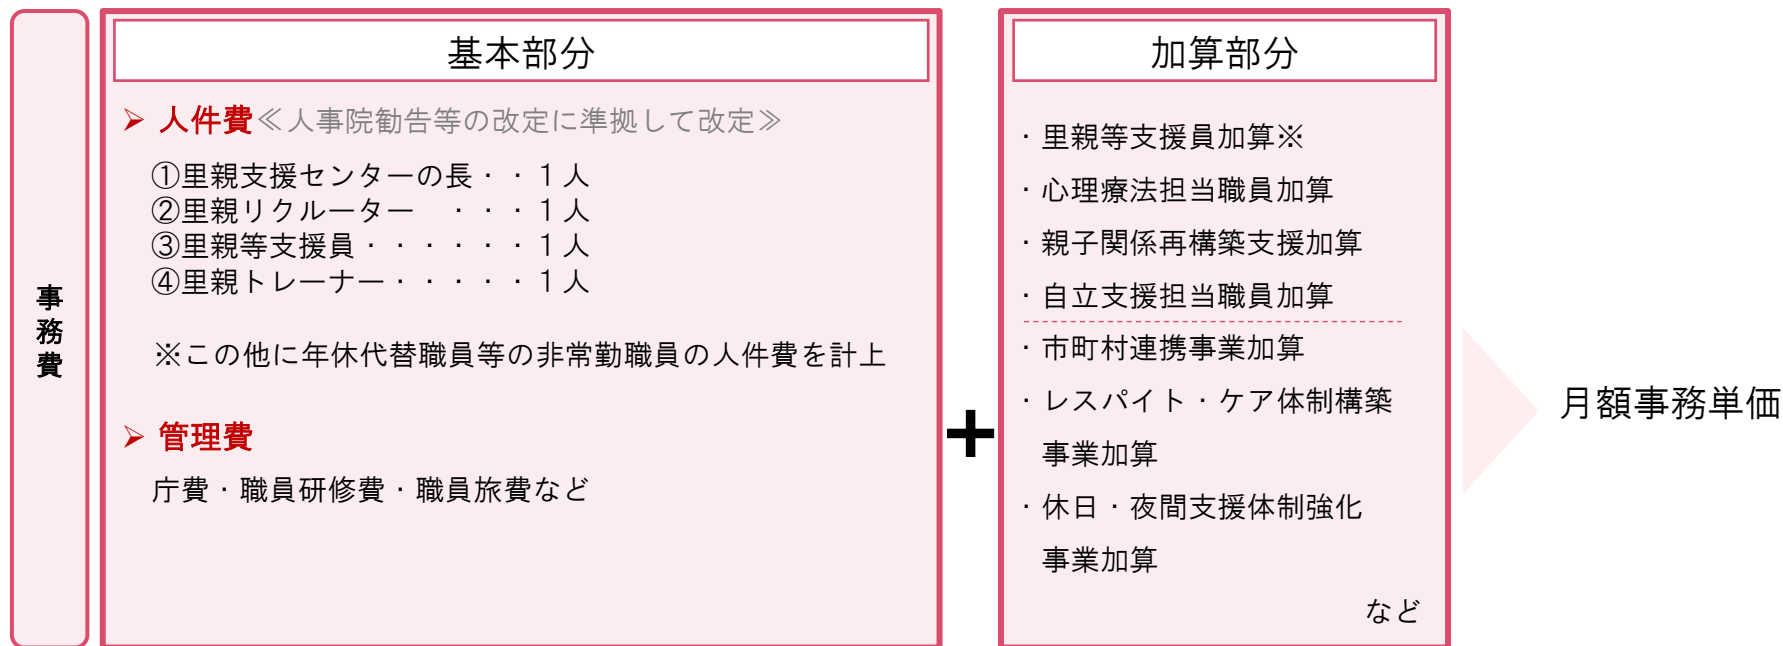 事務費
基本部分
➢ 人件費≪人事院勧告等の改定に準拠して改定≫
①里親支援センターの長・・１人
②里親リクルーター　・・・１人
③里親等支援員・・・・・・１人
④里親トレーナー・・・・・１人
※この他に年休代替職員等の非常勤職員の人件費を計上
➢ 管理費
庁費・職員研修費・職員旅費など
+
加算部分
・里親等支援員加算※
・心理療法担当職員加算
・親子関係再構築支援加算
・自立支援担当職員加算
・市町村連携事業加算
・レスパイト・ケア体制構築
事業加算
・休日・夜間支援体制強化
事業加算
など
月額事務単価